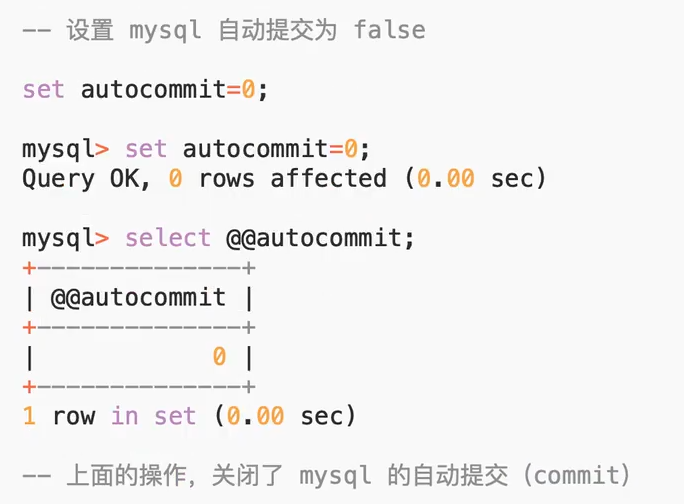 -- 设置 mysql 自动提交为 false
set autocommit=0;
mysql> set autocommit=0;
Query OK, 0 rows affected (0.00 sec)
mysql> select @@autocommit;
+--------------+
| @@autocommit |
+--------------+
|            0 |
+--------------+
1 row in set (0.00 sec)
-- 上面的操作，关闭了 mysql 的自动提交（commit）